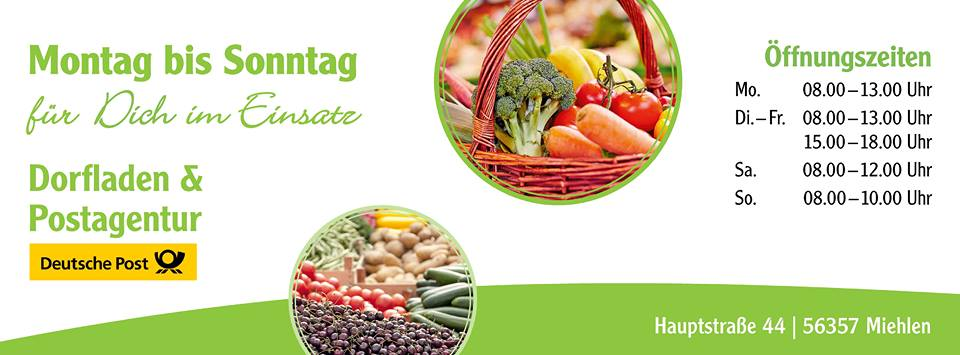 Montag bis Sonntag
für Dich im Einsatz
Dorfladen &
Postagentur
Deutsche Post
Öffnungszeiten
Mo. 08.00–13.00 Uhr
Di.–Fr. 08.00–13.00 Uhr
15.00–18.00 Uhr
Sa. 08.00–12.00 Uhr
So. 08.00–10.00 Uhr
Hauptstraße 44 | 56357 Miehlen